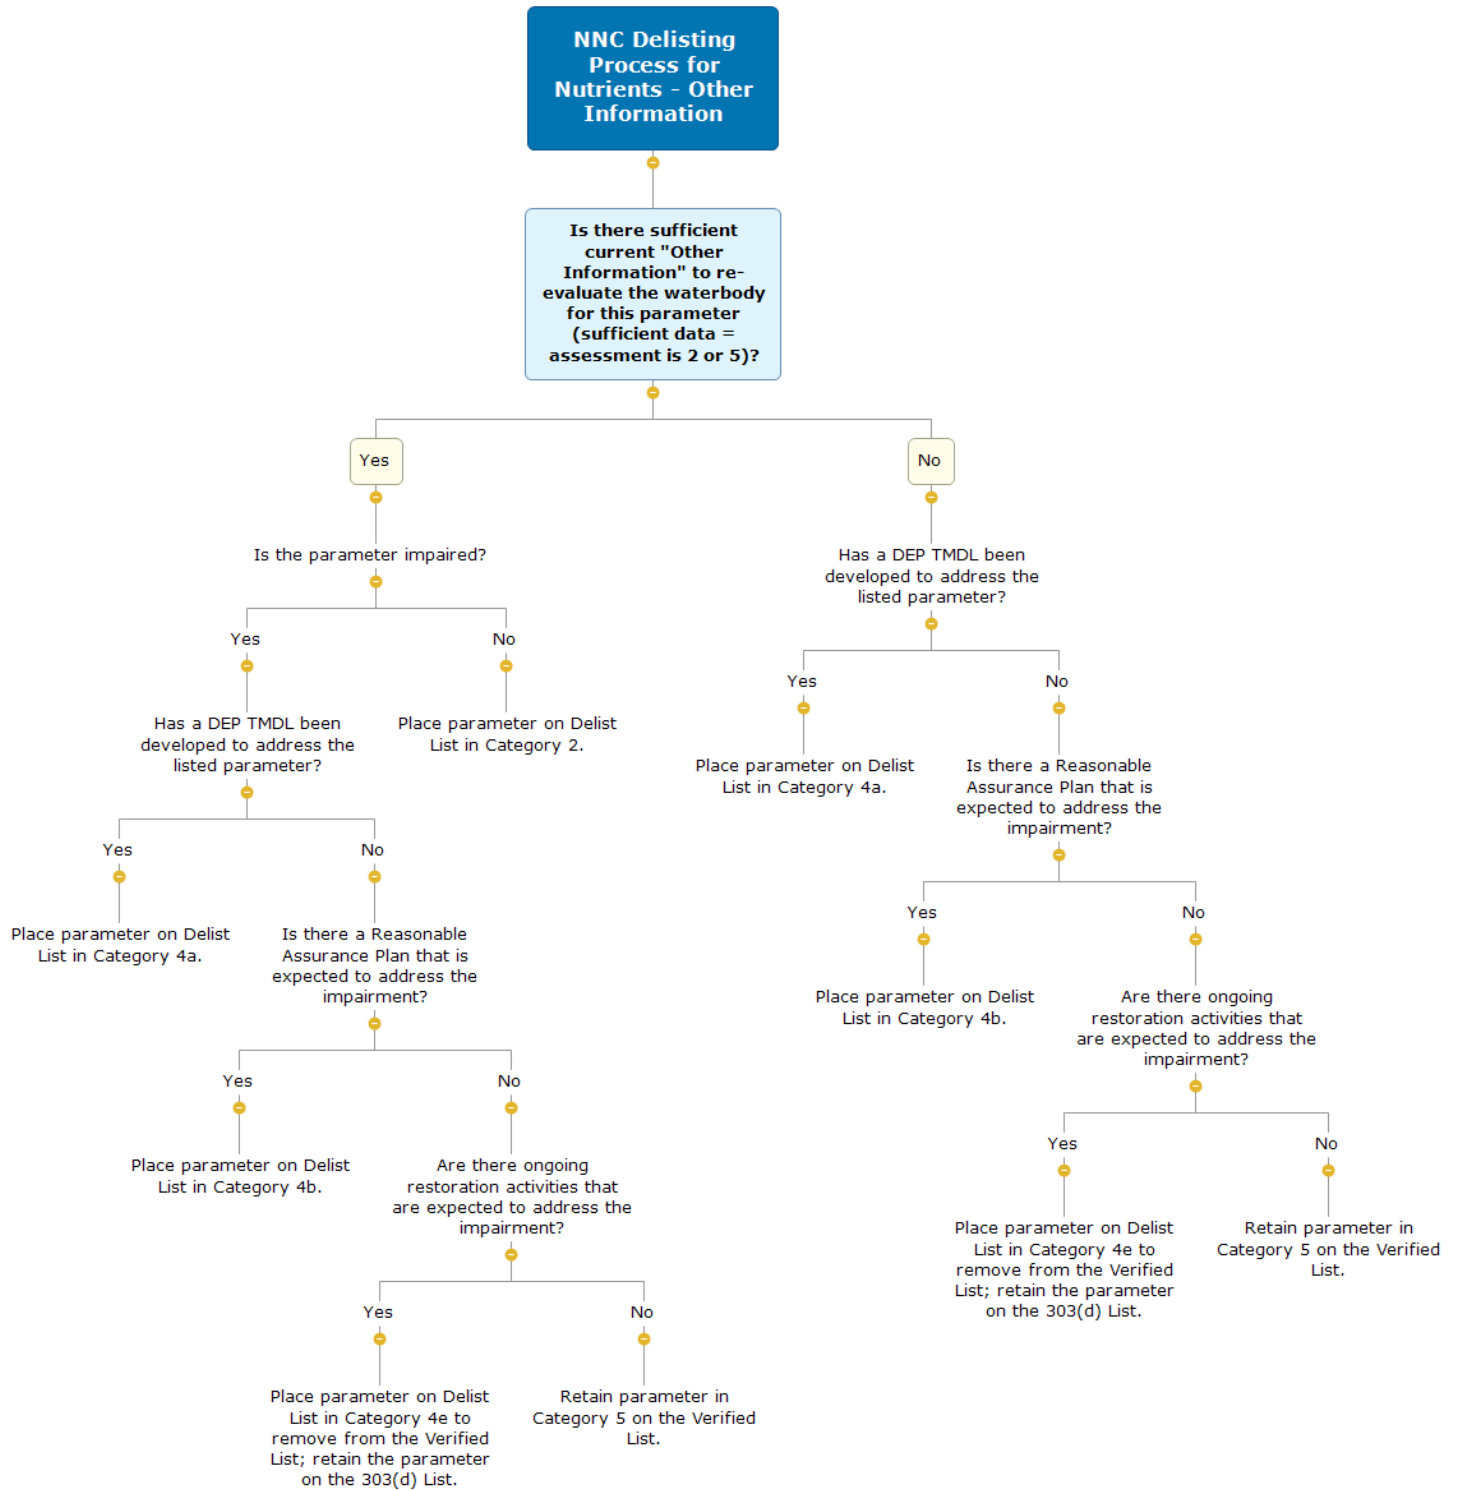 NNC Delisting
Process for
Nutrients - Other
Information
Is there sufficient
current "Other
Information" to re-
evaluate the waterbody
for this parameter
(sufficient data =
assessment is 2 or 5)?
Yes
No
Is the parameter impaired?
Has a DEP TMDL been
developed to address the
listed parameter?
Yes
No
Yes
No
Has a DEP TMDL been
developed to address the
listed parameter?
Place parameter on Delist
List in Category 2.
Place parameter on Delist
List in Category 4a.
Is there a Reasonable
Assurance Plan that is
expected to address the
impairment?
Yes
No
Yes
No
Place parameter on Delist
List in Category 4a.
Is there a Reasonable
Assurance Plan that is
expected to address the
impairment?
Place parameter on Delist
List in Category 4b.
Are there ongoing
restoration activities that
are expected to address the
impairment?
Yes
No
Yes
No
Place parameter on Delist
List in Category 4b.
Are there ongoing
restoration activities that
are expected to address the
impairment?
Place parameter on Delist
List in Category 4e to
remove from the Verified
List; retain the parameter
on the 303(d) List.
Retain parameter in
Category 5 on the Verified
List.
Yes
No
Place parameter on Delist
List in Category 4e to
remove from the Verified
List; retain the parameter
on the 303(d) List.
Retain parameter in
Category 5 on the Verified
List.